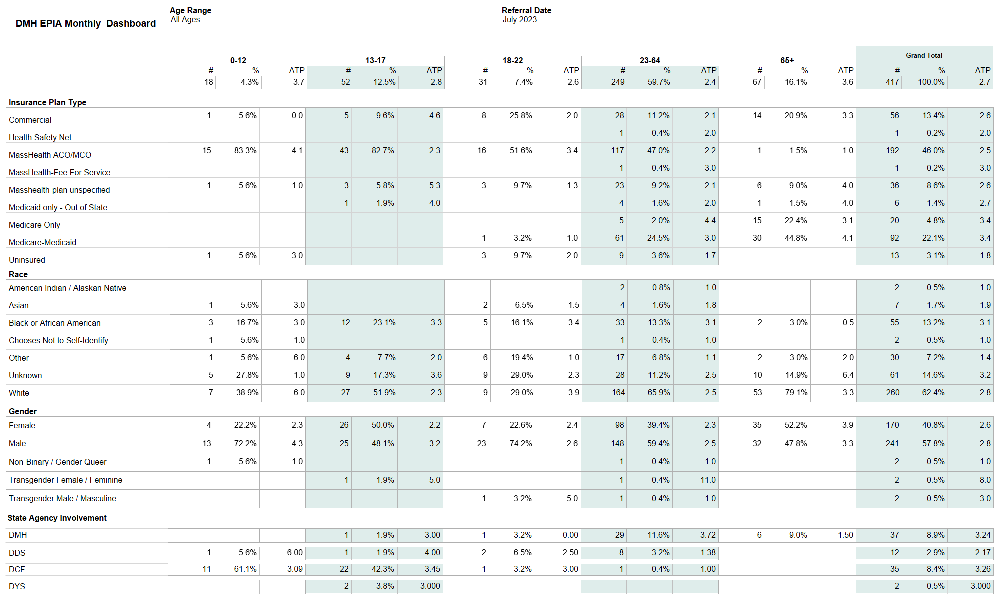 Age Range
All Ages
Referral Date
July 2023
DMH EPIA Monthly  Dashboard
0-12 13-17 18-22 23-64 65+ Grand Total
# % ATP # % ATP # % ATP # % ATP # % ATP # % ATP
18 4.3% 3.7 52 12.5% 2.8 31 7.4% 2.6 249 59.7% 2.4 67 16.1% 3.6 417 100.0% 2.7
Insurance Plan Type
Commercial 1 5.6% 0.0 5 9.6% 4.6 8 25.8% 2.0 28 11.2% 2.1 14 20.9% 3.3 56 13.4% 2.6
Health Safety Net 1 0.4% 2.0 1 0.2% 2.0
MassHealth ACO/MCO 15 83.3% 4.1 43 82.7% 2.3 16 51.6% 3.4 117 47.0% 2.2 1 1.5% 1.0 192 46.0% 2.5
MassHealth-Fee For Service 1 0.4% 3.0 1 0.2% 3.0
Masshealth-plan unspecified 1 5.6% 1.0 3 5.8% 5.3 3 9.7% 1.3 23 9.2% 2.1 6 9.0% 4.0 36 8.6% 2.6
Medicaid only - Out of State 1 1.9% 4.0 4 1.6% 2.0 1 1.5% 4.0 6 1.4% 2.7
Medicare Only 5 2.0% 4.4 15 22.4% 3.1 20 4.8% 3.4
Medicare-Medicaid 1 3.2% 1.0 61 24.5% 3.0 30 44.8% 4.1 92 22.1% 3.4
Uninsured 1 5.6% 3.0 3 9.7% 2.0 9 3.6% 1.7 13 3.1% 1.8
Race
American Indian / Alaskan Native 2 0.8% 1.0 2 0.5% 1.0
Asian 1 5.6% 3.0 2 6.5% 1.5 4 1.6% 1.8 7 1.7% 1.9
Black or African American 3 16.7% 3.0 12 23.1% 3.3 5 16.1% 3.4 33 13.3% 3.1 2 3.0% 0.5 55 13.2% 3.1
Chooses Not to Self-Identify 1 5.6% 1.0 1 0.4% 1.0 2 0.5% 1.0
Other 1 5.6% 6.0 4 7.7% 2.0 6 19.4% 1.0 17 6.8% 1.1 2 3.0% 2.0 30 7.2% 1.4
Unknown 5 27.8% 1.0 9 17.3% 3.6 9 29.0% 2.3 28 11.2% 2.5 10 14.9% 6.4 61 14.6% 3.2
White 7 38.9% 6.0 27 51.9% 2.3 9 29.0% 3.9 164 65.9% 2.5 53 79.1% 3.3 260 62.4% 2.8
Gender
Female 4 22.2% 2.3 26 50.0% 2.2 7 22.6% 2.4 98 39.4% 2.3 35 52.2% 3.9 170 40.8% 2.6
Male 13 72.2% 4.3 25 48.1% 3.2 23 74.2% 2.6 148 59.4% 2.5 32 47.8% 3.3 241 57.8% 2.8
Non-Binary / Gender Queer 1 5.6% 1.0 1 0.4% 1.0 2 0.5% 1.0
Transgender Female / Feminine 1 1.9% 5.0 1 0.4% 11.0 2 0.5% 8.0
Transgender Male / Masculine 1 3.2% 5.0 1 0.4% 1.0 2 0.5% 3.0
State Agency Involvement
DMH 1 1.9% 3.00 1 3.2% 0.00 29 11.6% 3.72 6 9.0% 1.50 37 8.9% 3.24
DDS 1 5.6% 6.00 1 1.9% 4.00 2 6.5% 2.50 8 3.2% 1.38 12 2.9% 2.17
DCF 11 61.1% 3.09 22 42.3% 3.45 1 3.2% 3.00 1 0.4% 1.00 35 8.4% 3.26
DYS 2 3.8% 3.000 2 0.5% 3.000